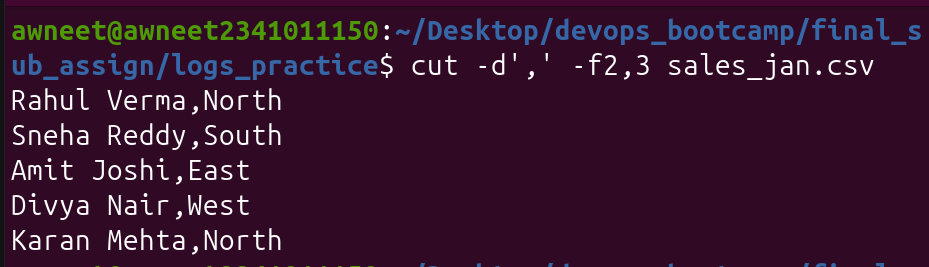 awneet@awneet2341011150:~/Desktop/devops_bootcamp/final_s
ub_assign/logs_practice$ cut -d',' -f2,3 sales_jan.csv
Rahul Verma,North
Sneha Reddy,South
Amit Joshi,East
Divya Nair,West
Karan Mehta,North